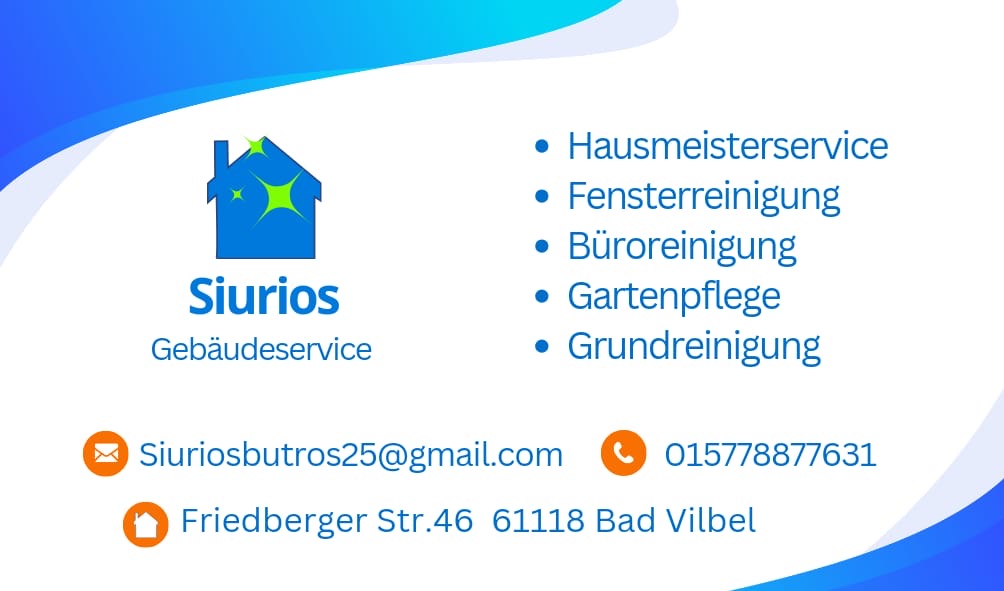 Siurios
Gebäudeservice
Hausmeisterservice
Fensterreinigung
Büroreinigung
Gartenpflege
Grundreinigung
Siuriosbutros25@gmail.com
015778877631
Friedberger Str.46 61118 Bad Vilbel